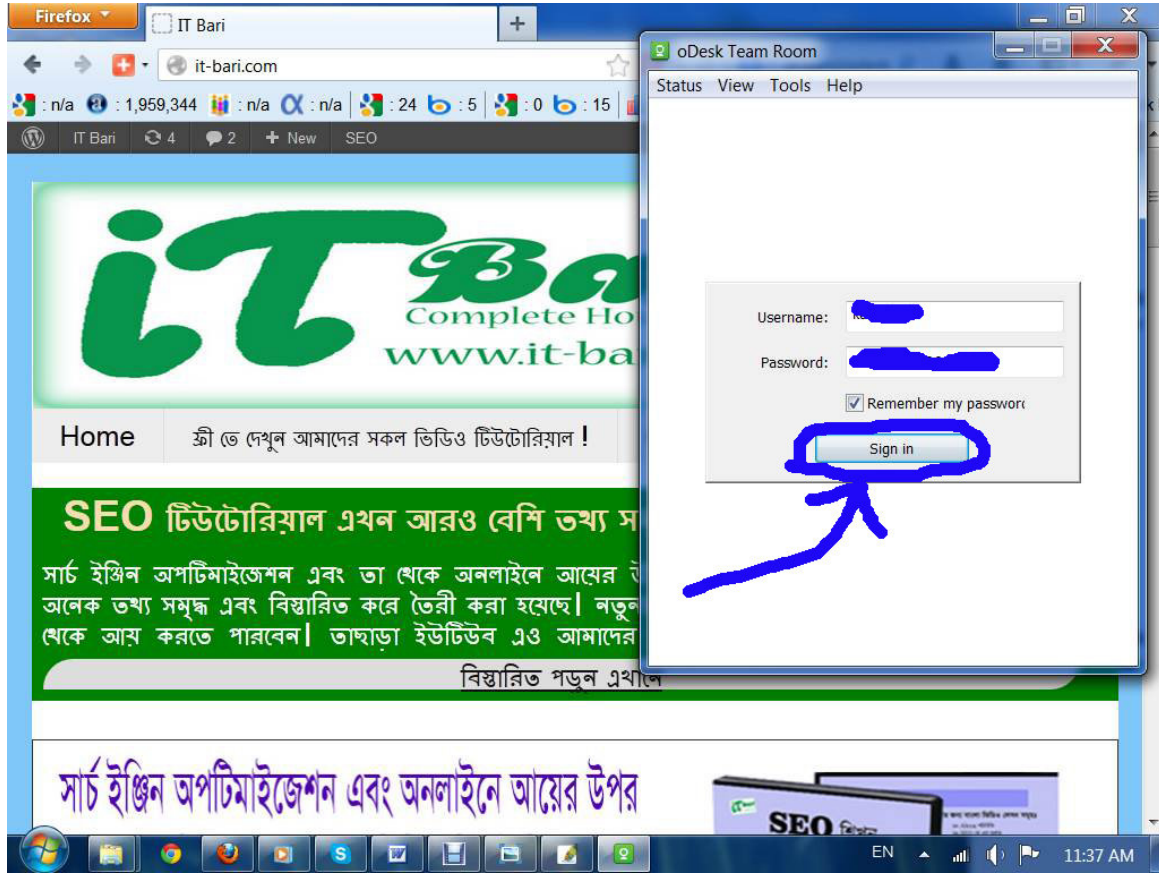 Firefox
IT Bari
it-bari.com
: n/a : 1,959,344 : n/a : n/a : 24 : 5 : 0 : 15
IT Bari 4 2 + New SEO
iT Ba
Complete Ho
www.it-ba
Home ফ্রী তে দেখুন আমাদের সকল ভিডিও টিউটোরিয়াল !
SEO টিউটোরিয়াল এখন আরও বেশি তথ্য স
সার্চ ইঞ্জিন অপটিমাইজেশন এবং তা থেকে অনলাইনে আয়ের উ
অনেক তথ্য সমৃদ্ধ এবং বিস্তারিত করে তৈরী করা হয়েছে| নতুন
থেকে আয় করতে পারবেন| তাছাড়া ইউটিউব এও আমাদের
বিস্তারিত পড়ুন এখানে
সার্চ ইঞ্জিন অপটিমাইজেশন এবং অনলাইনে আয়ের উপর
SEO শিখুন
oDesk Team Room
Status View Tools Help
Username:
Password:
Remember my password
Sign in
EN 11:37 AM